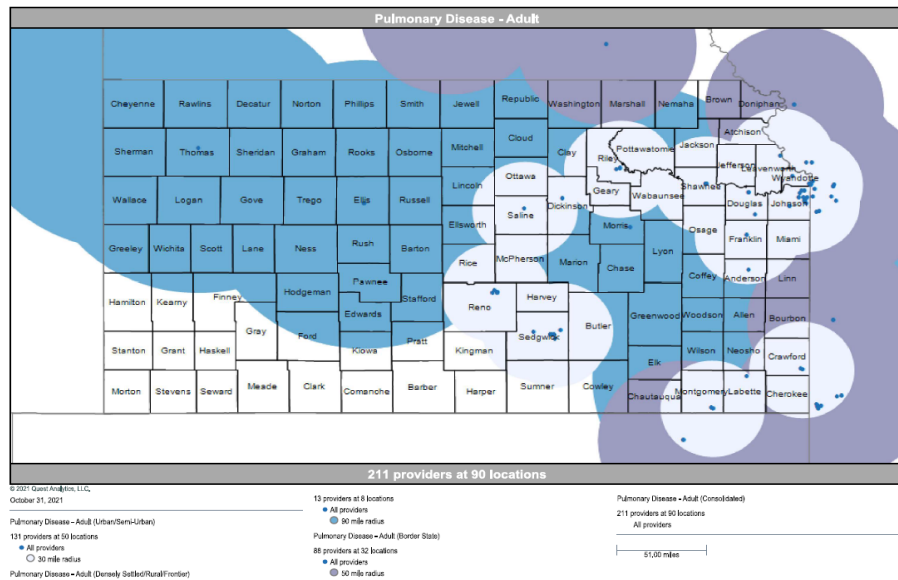 Pulmonary Disease - Adult
Cheyenne Rawlins Decatur Norton Phillips Smith Jewell Republic Washington Marshall Nemaha Brown Doniphan
Cloud Atchison
Sherman Thomas Sheridan Graham Rooks Osborne Mitchell Clay Riley Pottawatomie Jackson Jefferson Leavenworth
Ottawa Wyandotte
Wallace Logan Gove Trego Ellis Russell Lincoln Saline Dickinson Geary Wabaunsee Shawnee Douglas Johnson
Ellsworth Morris Osage
Greeley Wichita Scott Lane Ness Rush Barton Rice McPherson Marion Chase Lyon Franklin Miami
Hamilton Kearny Finney Hodgeman Pawnee Stafford Reno Harvey Coffey Anderson Linn
Gray Ford Edwards Sedgwick Butler Greenwood Woodson Allen Bourbon
Stanton Grant Haskell Kiowa Pratt Kingman Elk Wilson Neosho Crawford
Morton Stevens Seward Meade Clark Comanche Barber Harper Sumner Cowley Chautauqua Montgomery Labette Cherokee
211 providers at 90 locations
© 2021 Quest Analytics, LLC.
October 31, 2021
Pulmonary Disease - Adult (Urban/Semi-Urban)
131 providers at 50 locations
All providers
30 mile radius
Pulmonary Disease - Adult (Densely Settled/Rural/Frontier)
13 providers at 8 locations
All providers
90 mile radius
Pulmonary Disease - Adult (Border State)
88 providers at 32 locations
All providers
50 mile radius
Pulmonary Disease - Adult (Consolidated)
211 providers at 90 locations
All providers
51.00 miles